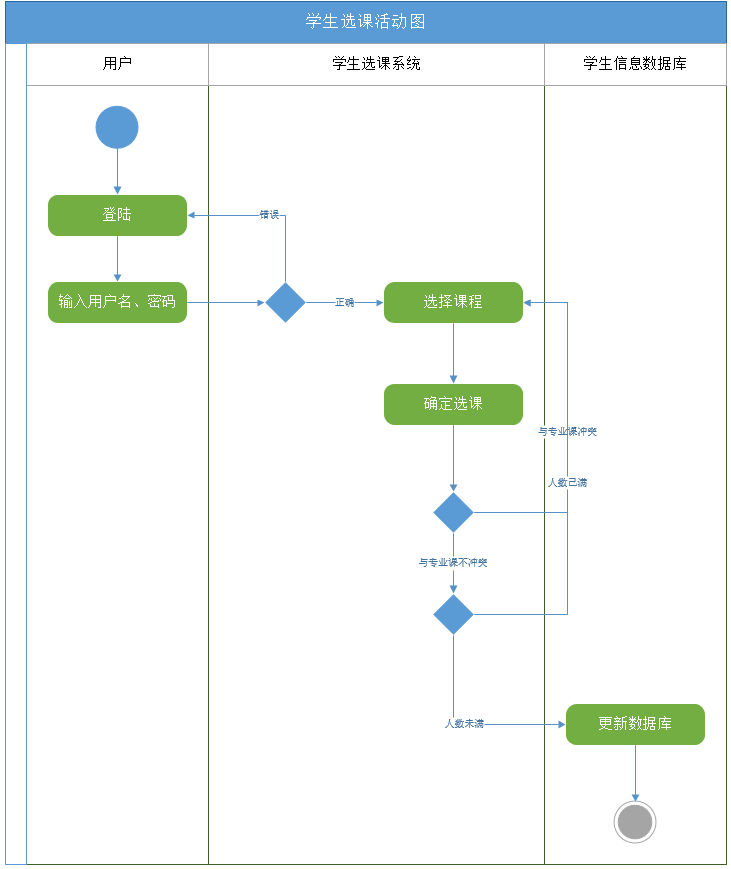 学生选课活动图
用户
学生选课系统
学生信息数据库
登陆
错误
输入用户名、密码
正确
选择课程
确定选课
与专业课冲突
人数已满
与专业课不冲突
人数未满
更新数据库